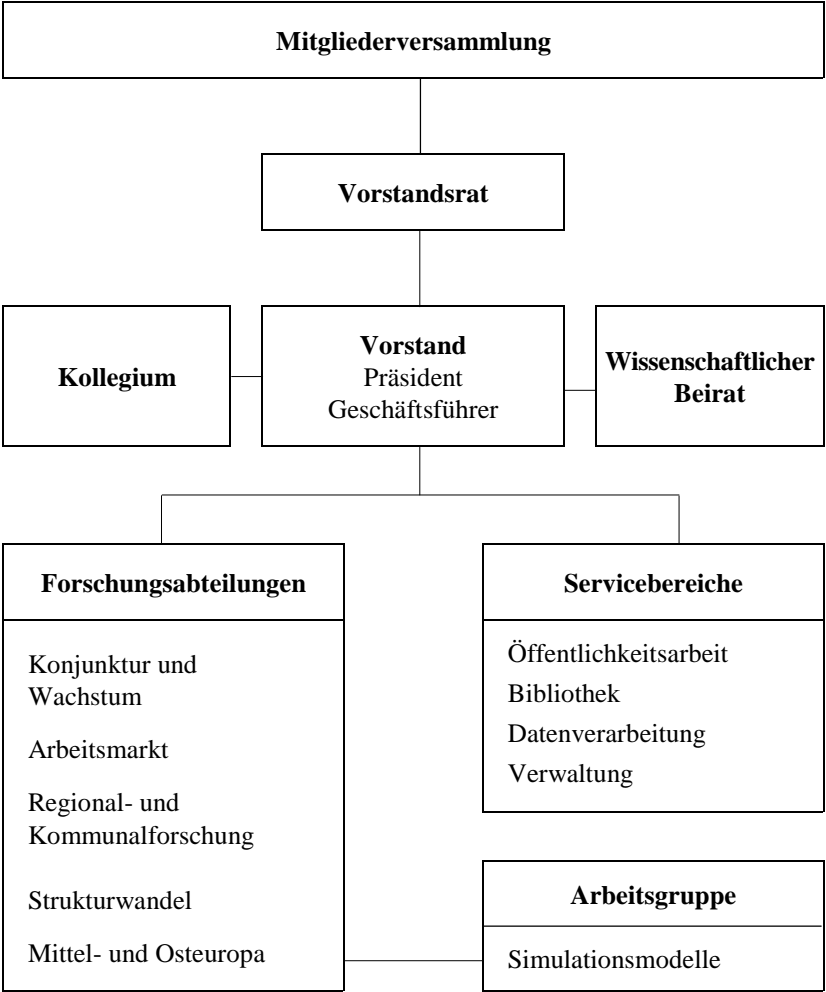 Mitgliederversammlung
Vorstandsrat
Kollegium
Vorstand
Präsident
Geschäftsführer
Wissenschaftlicher
Beirat
Forschungsabteilungen
Konjunktur und
Wachstum
Arbeitsmarkt
Regional- und
Kommunalforschung
Strukturwandel
Mittel- und Osteuropa
Servicebereiche
Öffentlichkeitsarbeit
Bibliothek
Datenverarbeitung
Verwaltung
Arbeitsgruppe
Simulationsmodelle